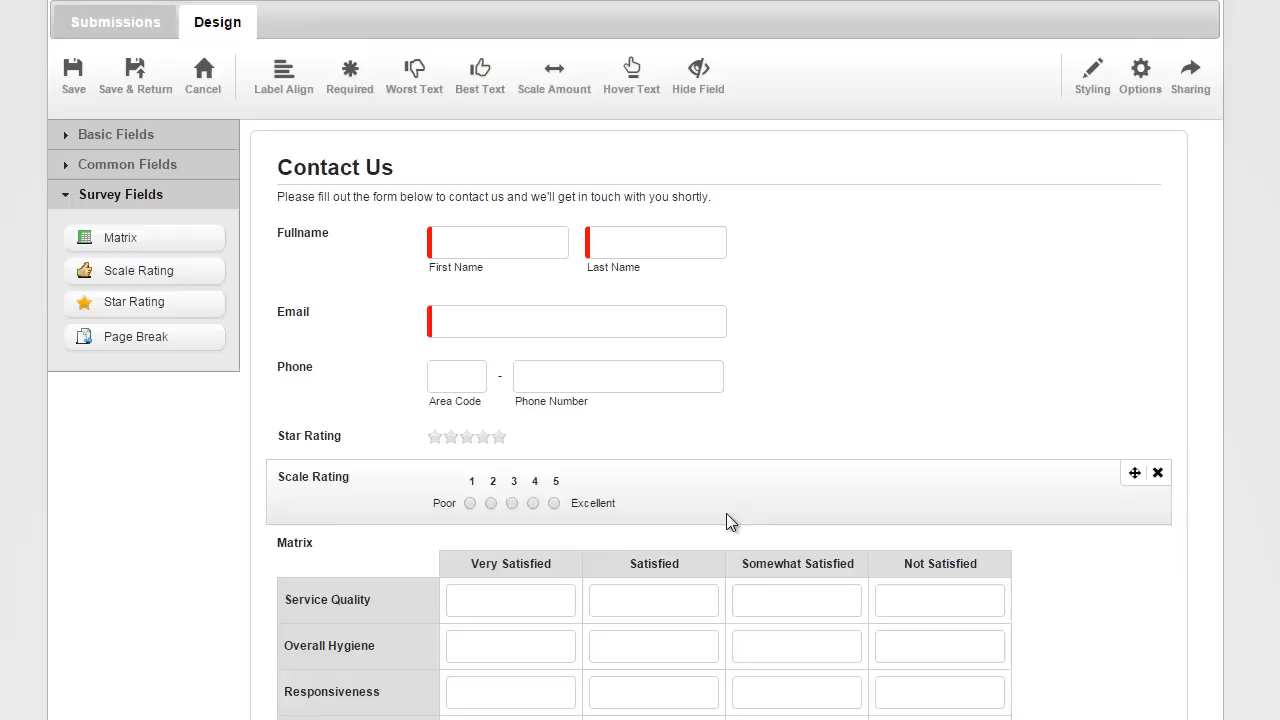 Submissions Design
Save Save & Return Cancel Label Align Required Worst Text Best Text Scale Amount Hover Text Hide Field Styling Options Sharing
Basic Fields
Common Fields
Survey Fields
Matrix
Scale Rating
Star Rating
Page Break
Contact Us
Please fill out the form below to contact us and we'll get in touch with you shortly.
Fullname
First Name Last Name
Email
Phone
-
Area Code Phone Number
Star Rating
Scale Rating
1 2 3 4 5
Poor Excellent
Matrix
Very Satisfied Satisfied Somewhat Satisfied Not Satisfied
Service Quality
Overall Hygiene
Responsiveness